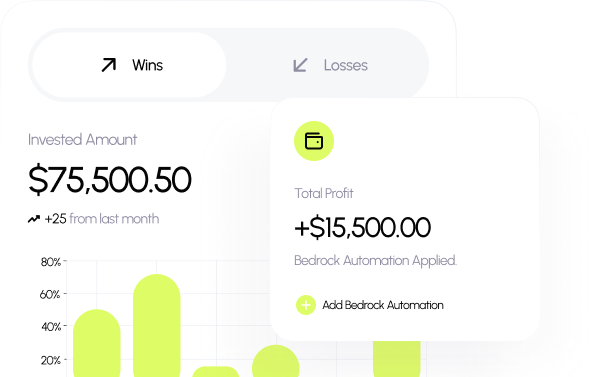 Wins
Losses
Invested Amount
$75,500.50
+25 from last month
80%
60%
40%
20%
Total Profit
+$15,500.00
Bedrock Automation Applied.
Add Bedrock Automation